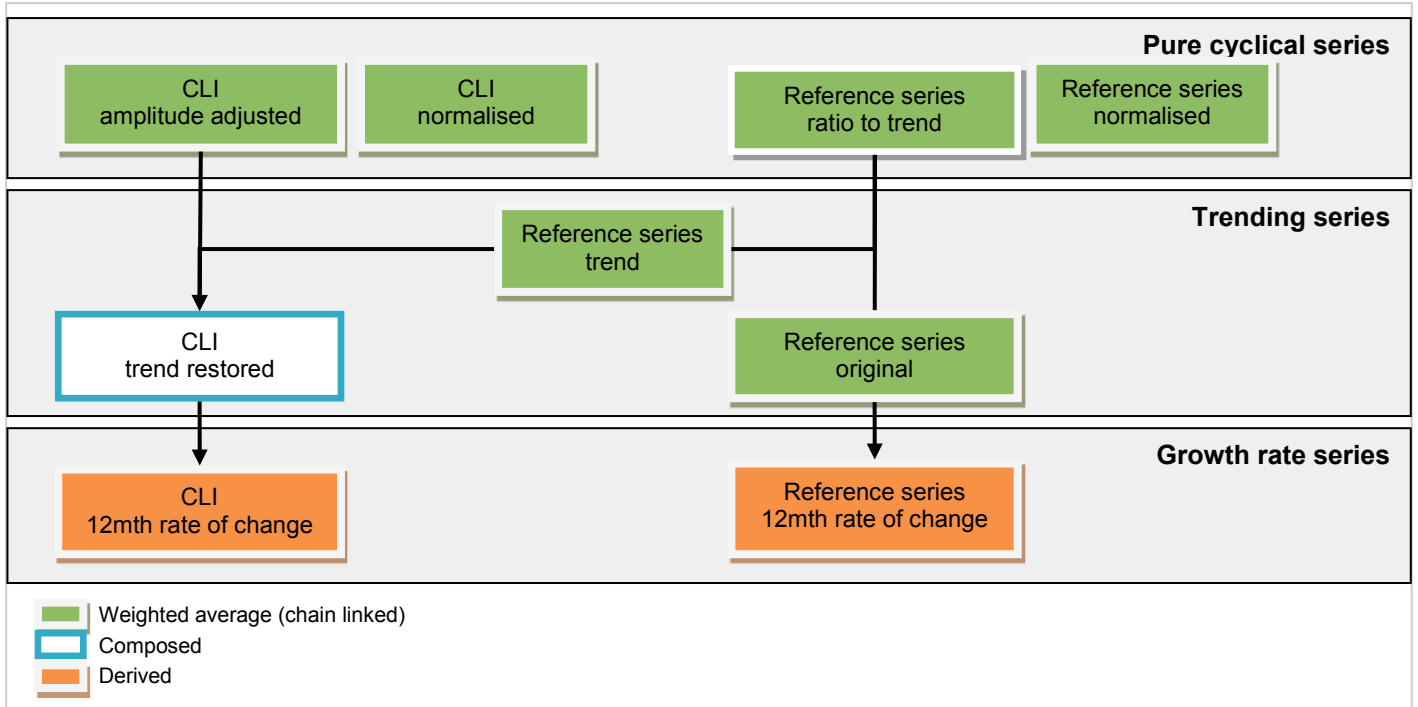 Pure cyclical series
CLI
amplitude adjusted
CLI
normalised
Reference series
ratio to trend
Reference series
normalised
Trending series
Reference series
trend
CLI
trend restored
Reference series
original
Growth rate series
CLI
12mth rate of change
Reference series
12mth rate of change
Weighted average (chain linked)
Composed
Derived